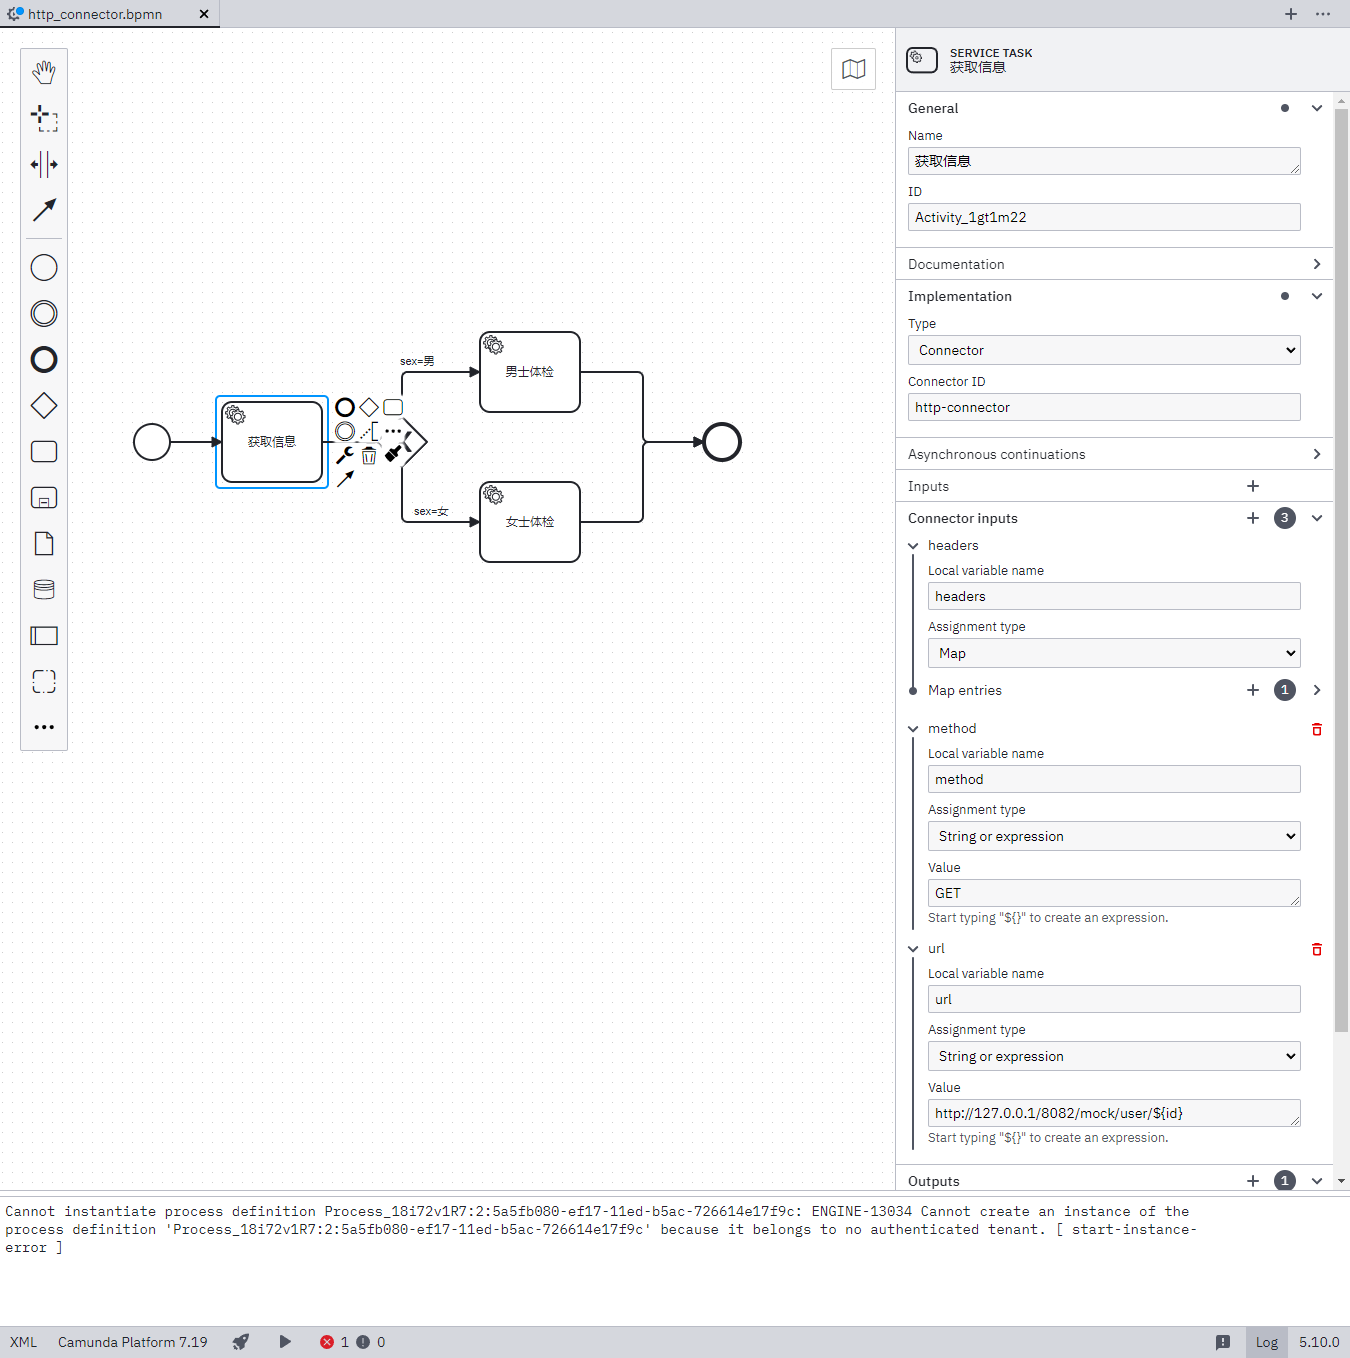 http_connector.bpmn
SERVICE TASK
获取信息
General
Name
获取信息
ID
Activity_1gt1m22
Documentation
Implementation
Type
Connector
Connector ID
http-connector
Asynchronous continuations
Inputs
Connector inputs 3
headers
Local variable name
headers
Assignment type
Map
Map entries 1
method
Local variable name
method
Assignment type
String or expression
Value
GET
Start typing "${}" to create an expression.
url
Local variable name
url
Assignment type
String or expression
Value
http://127.0.0.1/8082/mock/user/${id}
Start typing "${}" to create an expression.
Outputs 1
sex=男
男士体检
获取信息
sex=女
女士体检
Cannot instantiate process definition Process_18i72v1R7:2:5a5fb080-ef17-11ed-b5ac-726614e17f9c: ENGINE-13034 Cannot create an instance of the
process definition 'Process_18i72v1R7:2:5a5fb080-ef17-11ed-b5ac-726614e17f9c' because it belongs to no authenticated tenant. [ start-instance-
error ]
XML Camunda Platform 7.19 1 0 Log 5.10.0